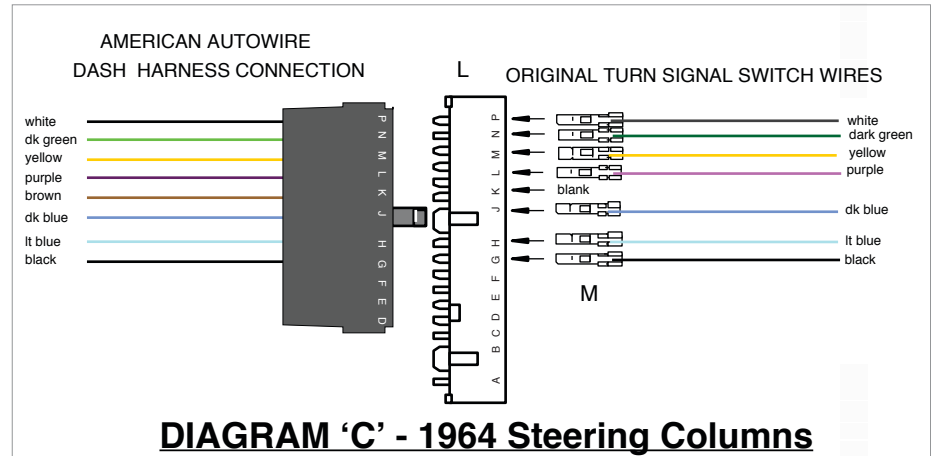 AMERICAN AUTOWIRE
DASH HARNESS CONNECTION
L
ORIGINAL TURN SIGNAL SWITCH WIRES
white
dk green
yellow
purple
brown
dk blue
lt blue
black
P
N
M
L
K
J
H
G
F
E
D
P
N
M
L
K
J
H
G
F
E
D
C
B
A
blank
white
dark green
yellow
purple
dk blue
lt blue
black
M
DIAGRAM ‘C’ - 1964 Steering Columns